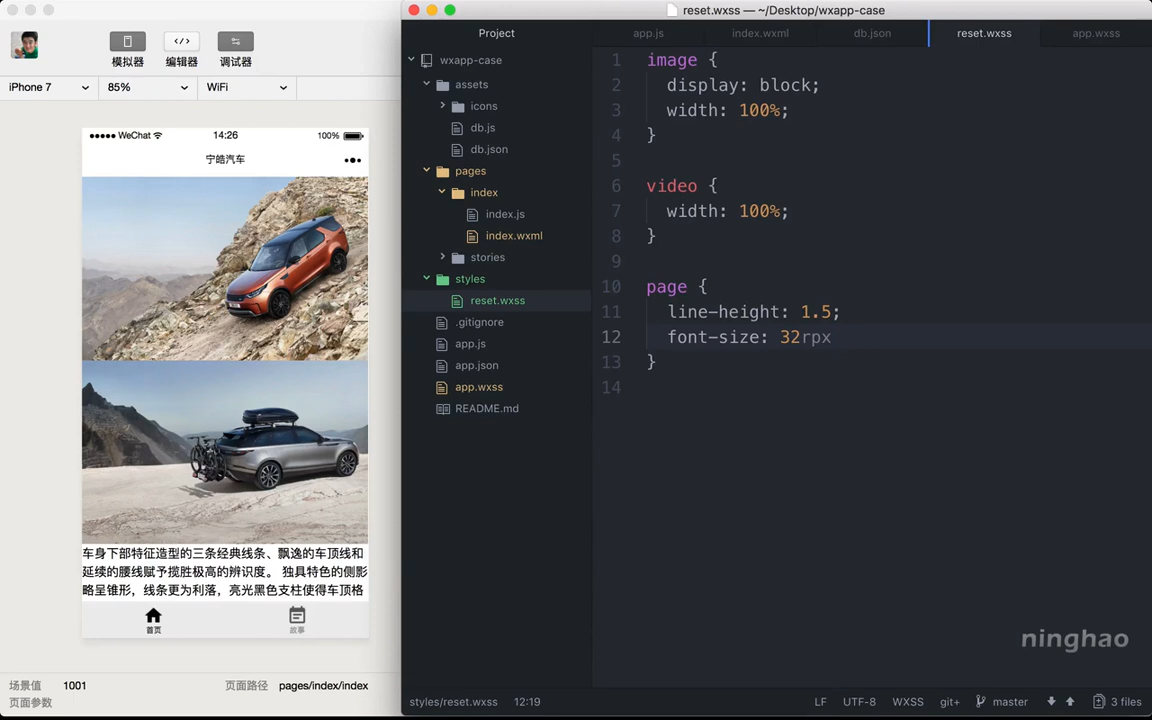 reset.wxss — ~/Desktop/wxapp-case
模拟器
编辑器
调试器
iPhone 7
85%
WiFi
WeChat
14:26
100%
宁皓汽车
车身下部特征造型的三条经典线条、飘逸的车顶线和
延续的腰线赋予揽胜极高的辨识度。 独具特色的侧影
略呈锥形，线条更为利落，亮光黑色支柱使得车顶格
首页
故事
场景值
1001
页面路径
pages/index/index
页面参数
Project
wxapp-case
assets
icons
db.js
db.json
pages
index
index.js
index.wxml
stories
styles
reset.wxss
.gitignore
app.js
app.json
app.wxss
README.md
app.js
index.wxml
db.json
reset.wxss
app.wxss
1 image {
2 display: block;
3 width: 100%;
4 }
5
6 video {
7 width: 100%;
8 }
9
10 page {
11 line-height: 1.5;
12 font-size: 32rpx
13 }
14
ninghao
styles/reset.wxss
12:19
LF
UTF-8
WXSS
git+
master
3 files